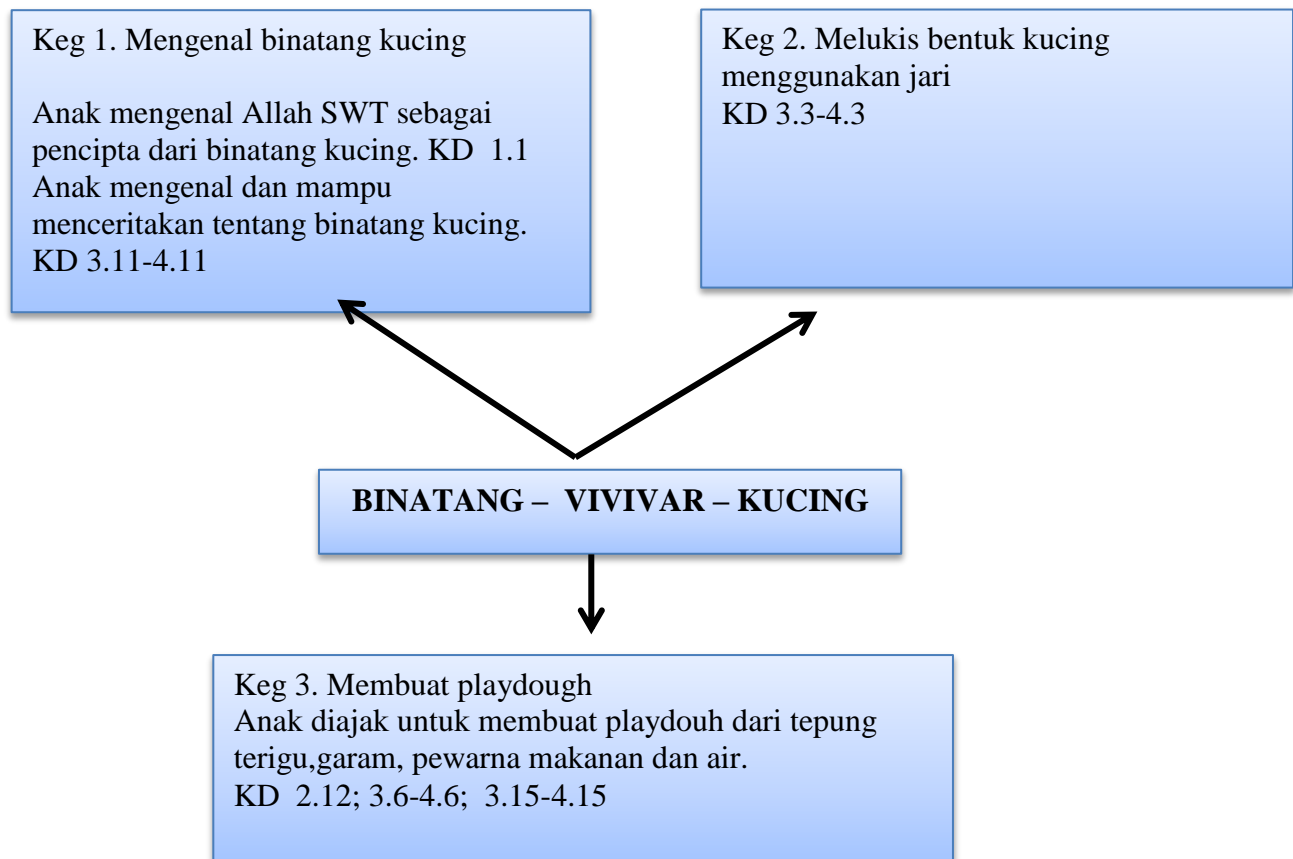 Keg 1. Mengenal binatang kucing
Anak mengenal Allah SWT sebagai
pencipta dari binatang kucing. KD  1.1
Anak mengenal dan mampu
menceritakan tentang binatang kucing.
KD 3.11-4.11
Keg 2. Melukis bentuk kucing
menggunakan jari
KD 3.3-4.3
BINATANG –  VIVIVAR – KUCING
Keg 3. Membuat playdough
Anak diajak untuk membuat playdouh dari tepung
terigu,garam, pewarna makanan dan air.
KD  2.12; 3.6-4.6;  3.15-4.15